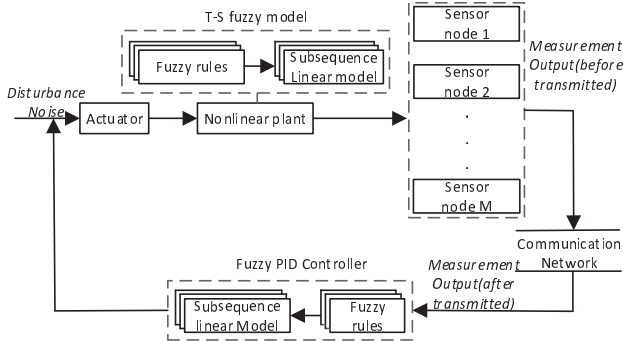 T-S fuzzy model
Fuzzy rules
Subsequence
Linear model
Sensor
node 1
Sensor
node 2
.
.
.
Sensor
node M
Measurement
Output(before
transmitted)
Disturbance
Noise
Actuator
Nonlinear plant
Communication
Network
Fuzzy PID Controller
Measurement
Output(after
transmitted)
Subsequence
linear Model
Fuzzy
rules